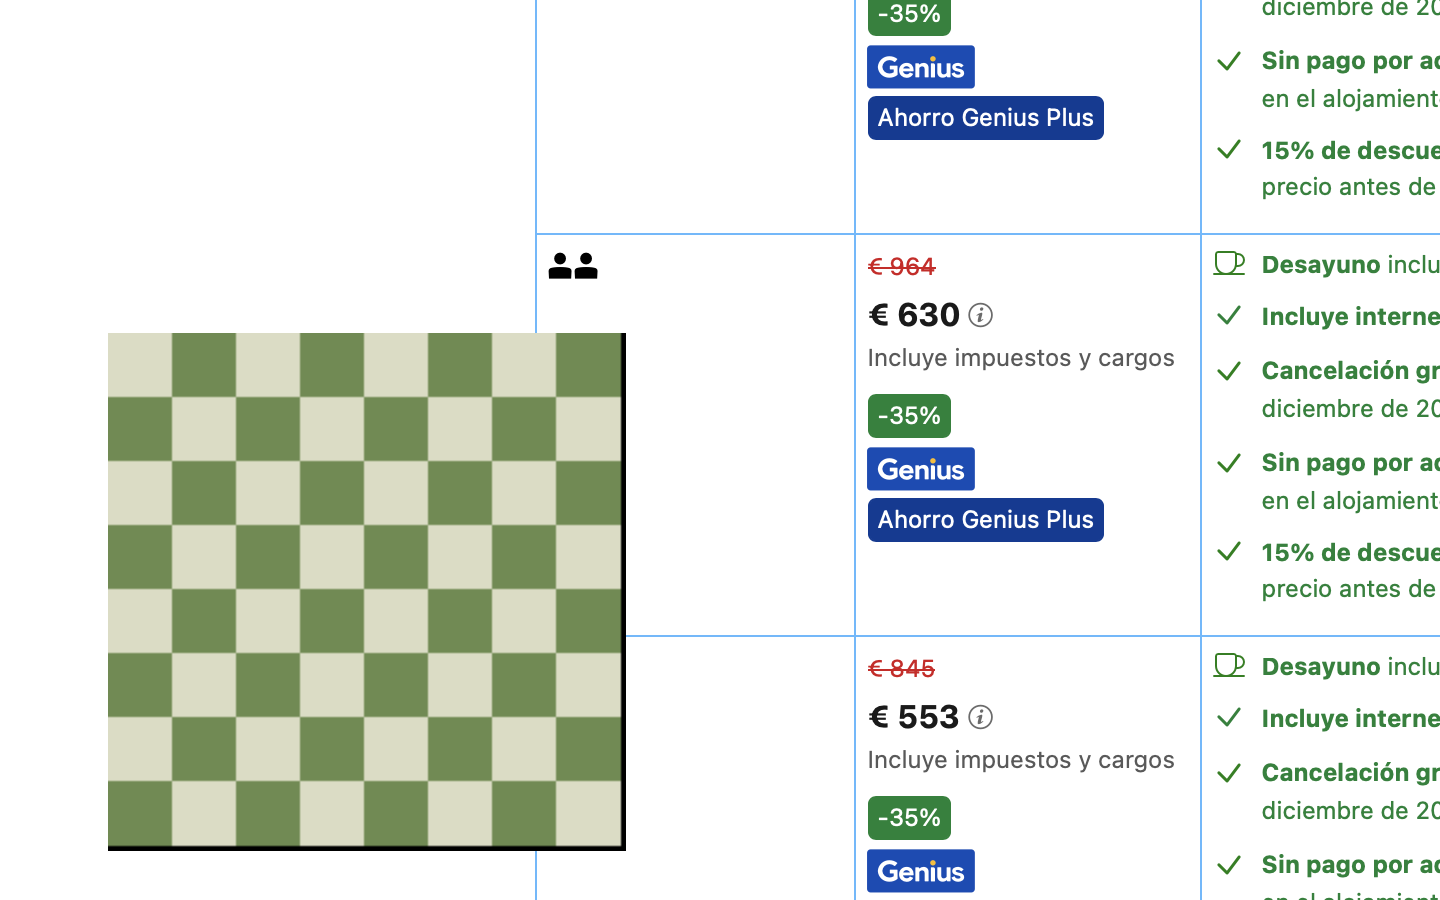 -35%
Genius
Ahorro Genius Plus
diciembre de 20
Sin pago por
en el alojamient
15% de descue
precio antes de
€ 964
€ 630
Incluye impuestos y cargos
-35%
Genius
Ahorro Genius Plus
Desayuno inclu
Incluye interne
Cancelación gr
diciembre de 20
Sin pago por
en el alojamient
15% de descue
precio antes de
€ 845
€ 553
Incluye impuestos y cargos
-35%
Genius
Desayuno inclu
Incluye interne
Cancelación gr
diciembre de 20
Sin pago por